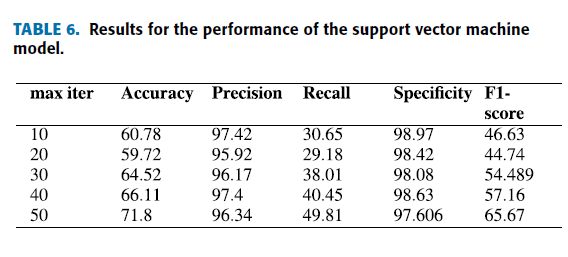 TABLE 6. Results for the performance of the support vector machine
model.
max iter Accuracy Precision Recall Specificity F1-
score
10 60.78 97.42 30.65 98.97 46.63
20 59.72 95.92 29.18 98.42 44.74
30 64.52 96.17 38.01 98.08 54.489
40 66.11 97.4 40.45 98.63 57.16
50 71.8 96.34 49.81 97.606 65.67